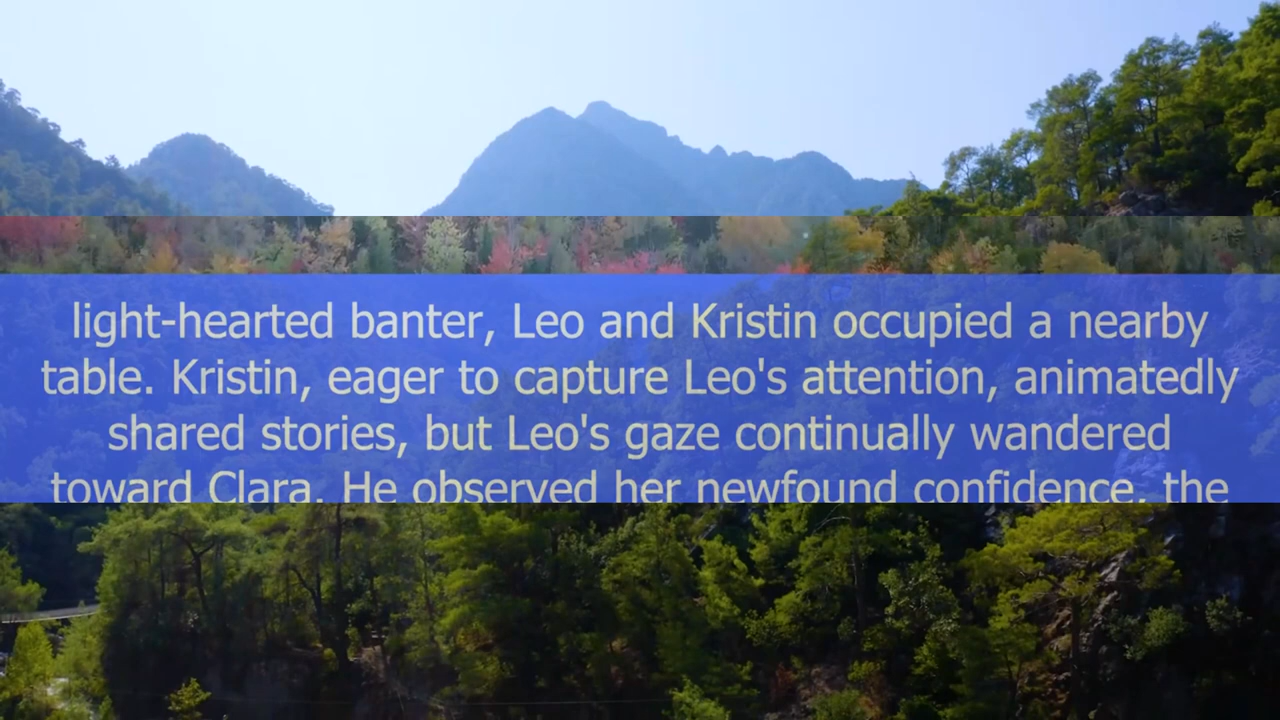 light-hearted banter, Leo and Kristin occupied a nearby
table. Kristin, eager to capture Leo's attention, animatedly
shared stories, but Leo's gaze continually wandered
toward Clara. He observed her newfound confidence, the